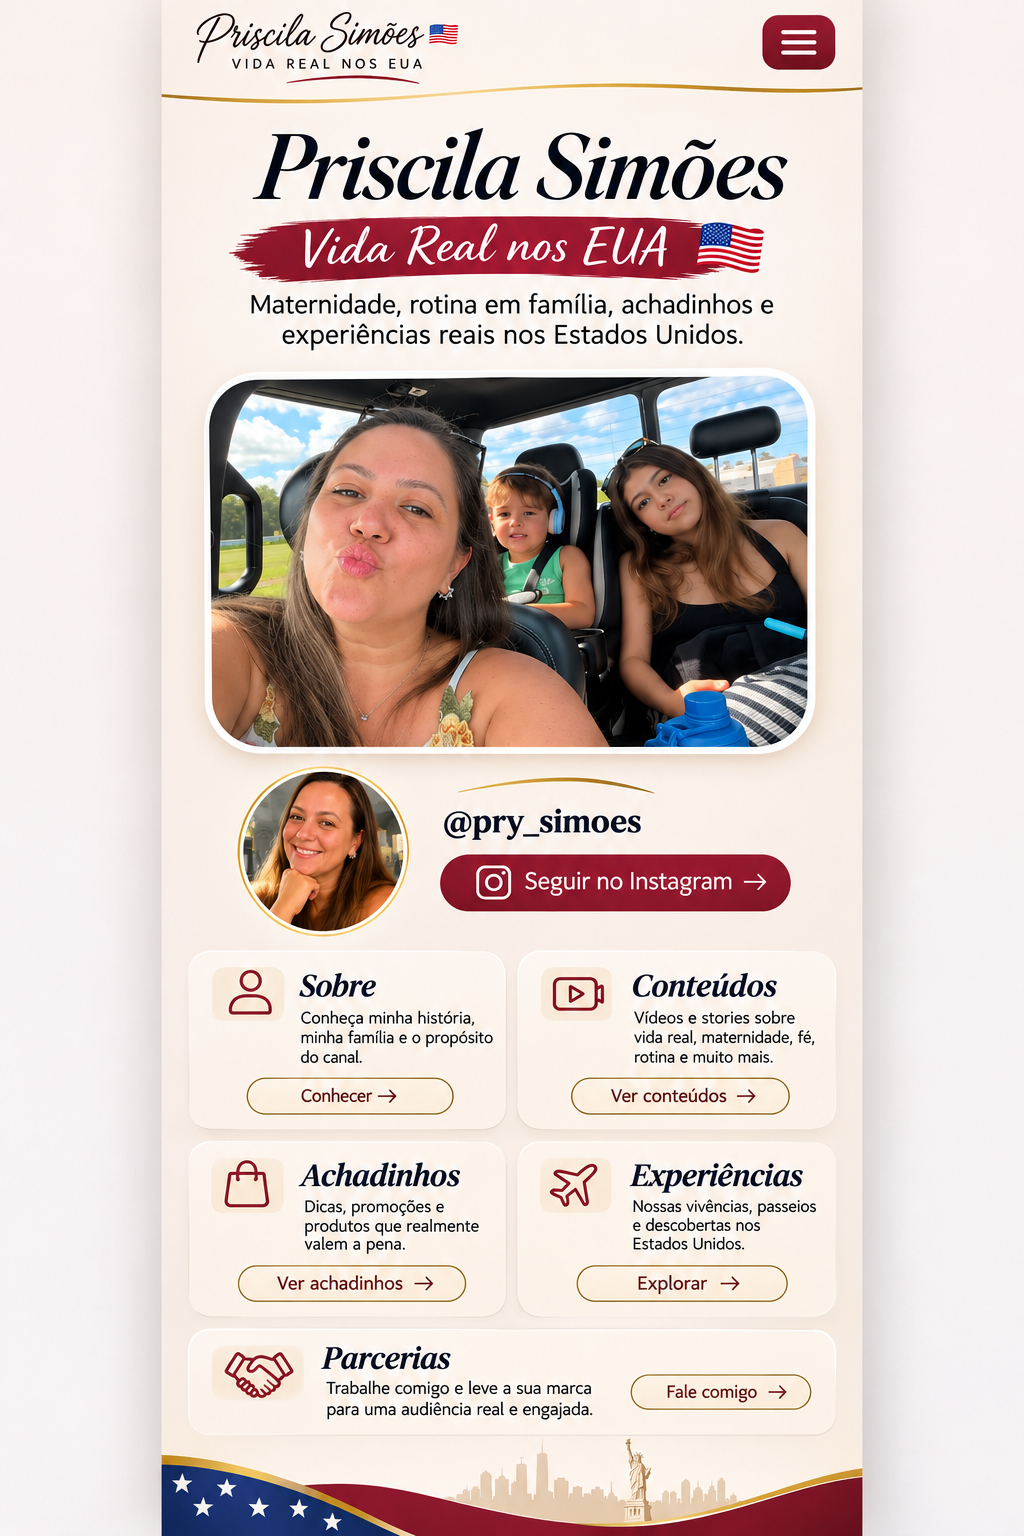 Priscila Simões
VIDA REAL NOS EUA
Priscila Simões
Vida Real nos EUA
Maternidade, rotina em família, achadinhos e
experiências reais nos Estados Unidos.
@pry_simoes
Seguir no Instagram →
Sobre
Conheça minha história,
minha família e o propósito
do canal.
Conhecer →
Conteúdos
Vídeos e stories sobre
vida real, maternidade, fé,
rotina e muito mais.
Ver conteúdos →
Achadinhos
Dicas, promoções e
produtos que realmente
valem a pena.
Ver achadinhos →
Experiências
Nossas vivências, passeios
e descobertas nos
Estados Unidos.
Explorar →
Parcerias
Trabalhe comigo e leve a sua marca
para uma audiência real e engajada.
Fale comigo →